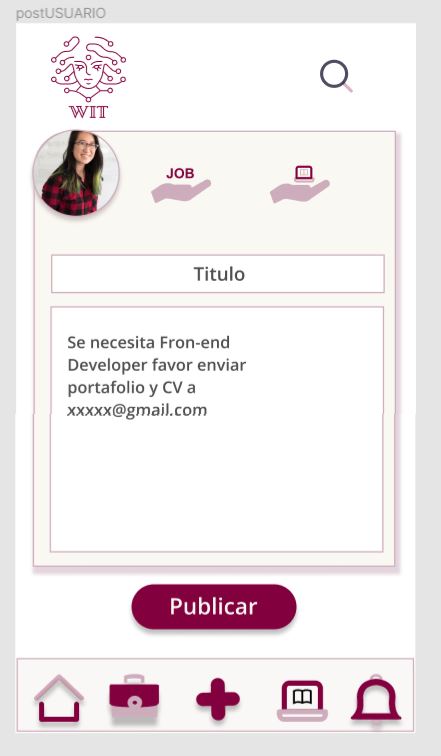 postUSUARIO
WIT
JOB
Titulo
Se necesita Fron-end
Developer favor enviar
portafolio y CV a
xxxxx@gmail.com
Publicar